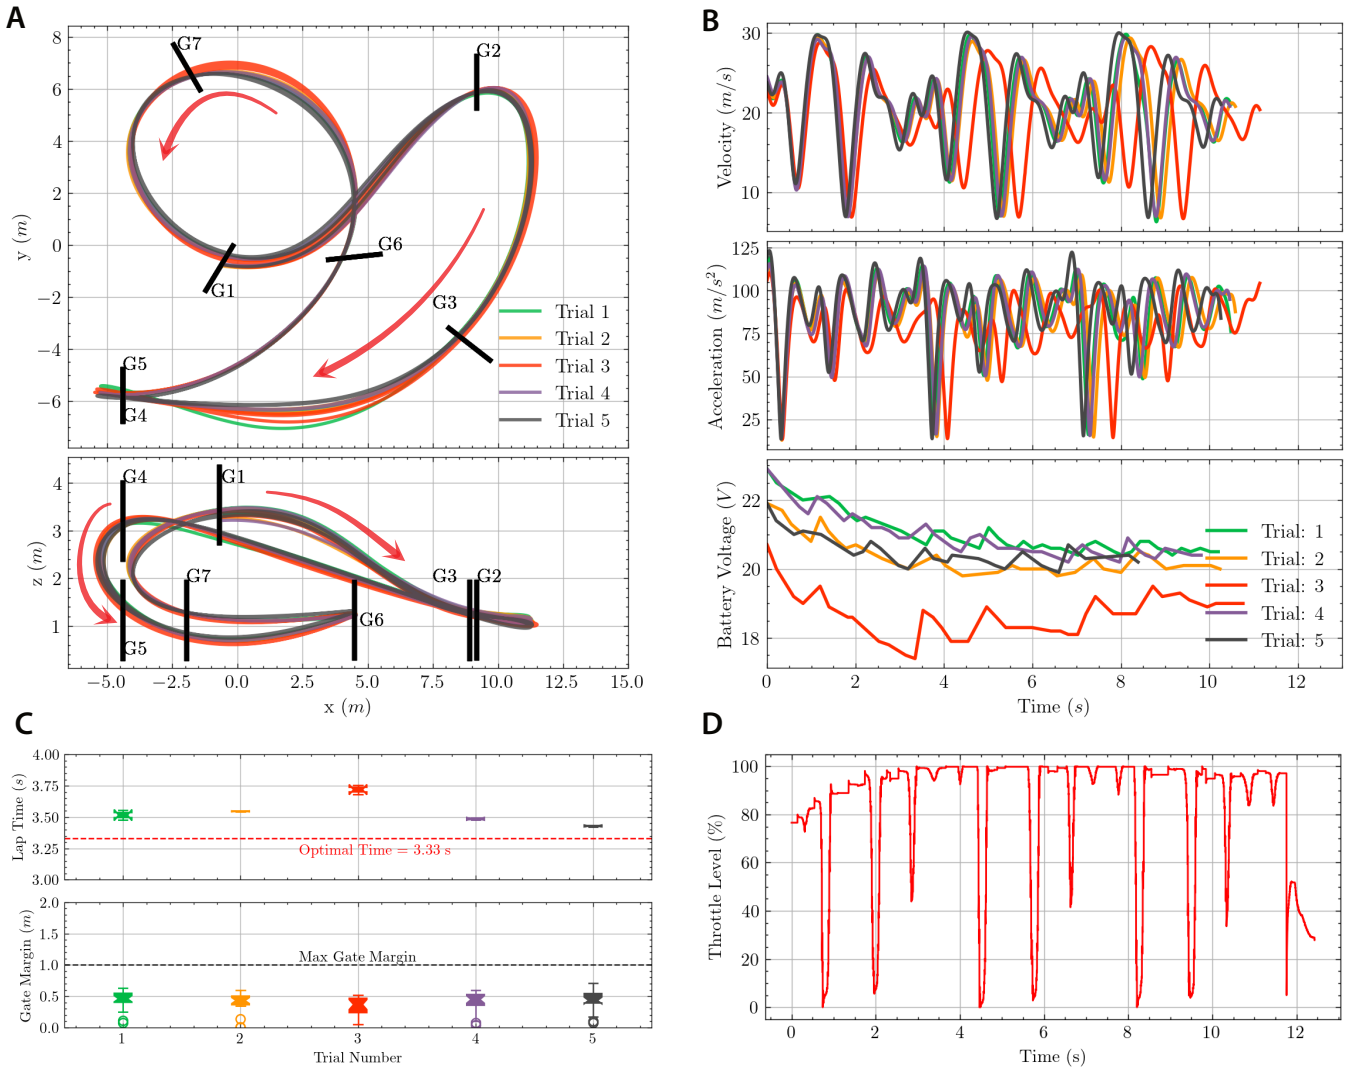 A
8
6
4
2
0
−2
−4
−6
y (m)
G7
G2
G6
G1
G3
G5
G4
Trial 1
Trial 2
Trial 3
Trial 4
Trial 5
4
3
2
1
z (m)
G4
G1
G7
G3
G2
G6
G5
−5.0 −2.5 0.0 2.5 5.0 7.5 10.0 12.5 15.0
x (m)
B
30
20
10
Velocity (m/s)
125
100
75
50
25
Acceleration (m/s²)
22
20
18
Battery Voltage (V)
Trial: 1
Trial: 2
Trial: 3
Trial: 4
Trial: 5
0 2 4 6 8 10 12
Time (s)
C
4.00
3.75
3.50
3.25
3.00
Lap Time (s)
Optimal Time = 3.33 s
2.0
1.5
1.0
0.5
0.0
Gate Margin (m)
Max Gate Margin
1 2 3 4 5
Trial Number
D
100
80
60
40
20
0
Throttle Level (%)
0 2 4 6 8 10 12
Time (s)